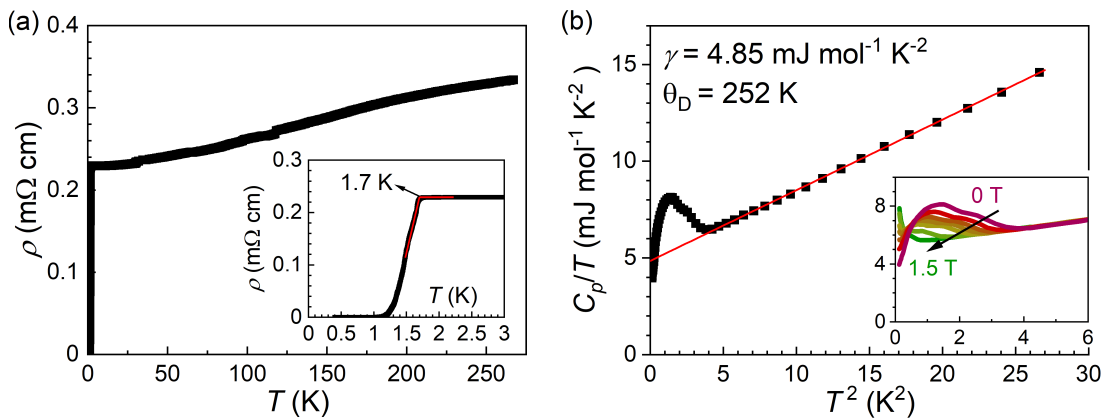 (a)
0.4
0.3
0.2
0.1
0
ρ (mΩ cm)
0 50 100 150 200 250
T (K)
0.3
0.2
0.1
0
ρ (mΩ cm)
1.7 K
T (K)
0 0.5 1 1.5 2 2.5 3
(b)
15
10
5
0
Cp/T (mJ mol-1 K-2)
γ = 4.85 mJ mol-1 K-2
θD = 252 K
0 5 10 15 20 25 30
T 2 (K2)
8
4
0
0 T
1.5 T
0 2 4 6